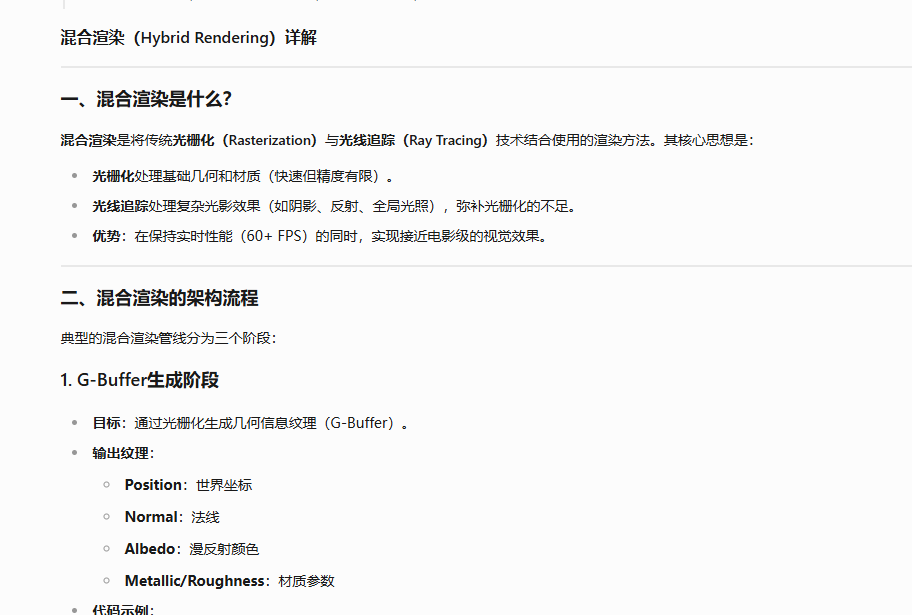 混合渲染（Hybrid Rendering）详解
一、混合渲染是什么？
混合渲染是将传统光栅化（Rasterization）与光线追踪（Ray Tracing）技术结合使用的渲染方法。其核心思想是：
光栅化处理基础几何和材质（快速但精度有限）。
光线追踪处理复杂光影效果（如阴影、反射、全局光照），弥补光栅化的不足。
优势：在保持实时性能（60+ FPS）的同时，实现接近电影级的视觉效果。
二、混合渲染的架构流程
典型的混合渲染管线分为三个阶段：
1. G-Buffer生成阶段
目标：通过光栅化生成几何信息纹理（G-Buffer）。
输出纹理：
Position：世界坐标
Normal：法线
Albedo：漫反射颜色
Metallic/Roughness：材质参数
代码示例：